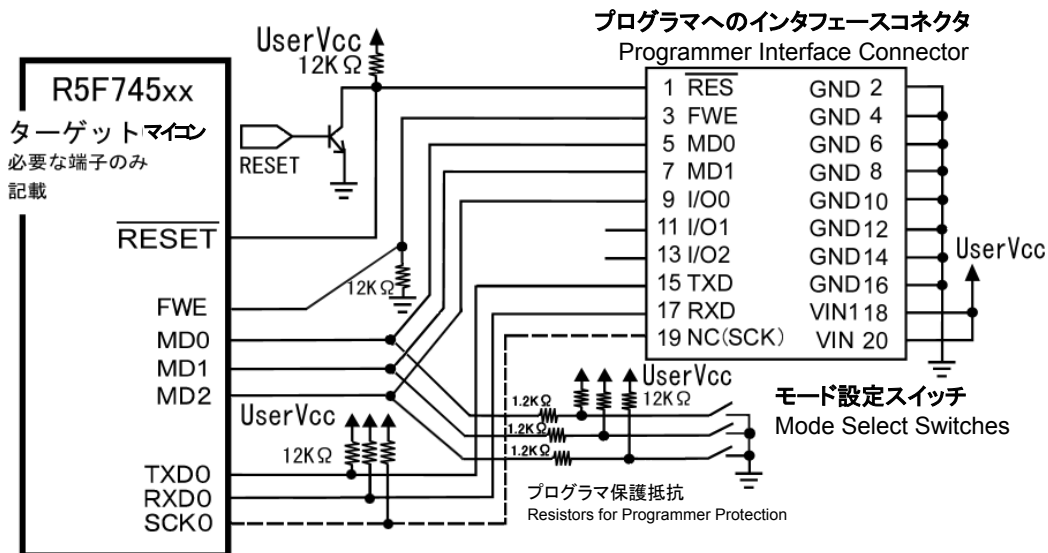 プログラマへのインタフェースコネクタ
Programmer Interface Connector
UserVcc
12KΩ
R5F745xx
ターゲットマイコン
必要な端子のみ
記載
RESET
RESET
FWE
MD0
MD1
MD2
TXD0
RXD0
SCK0
12KΩ
1 RES GND 2
3 FWE GND 4
5 MD0 GND 6
7 MD1 GND 8
9 I/O0 GND10
11 I/O1 GND12
13 I/O2 GND14
15 TXD GND16
17 RXD VIN1 18
19 NC(SCK) VIN 20
UserVcc
UserVcc
12KΩ
UserVcc
12KΩ
1.2KΩ
1.2KΩ
1.2KΩ
モード設定スイッチ
Mode Select Switches
プログラマ保護抵抗
Resistors for Programmer Protection